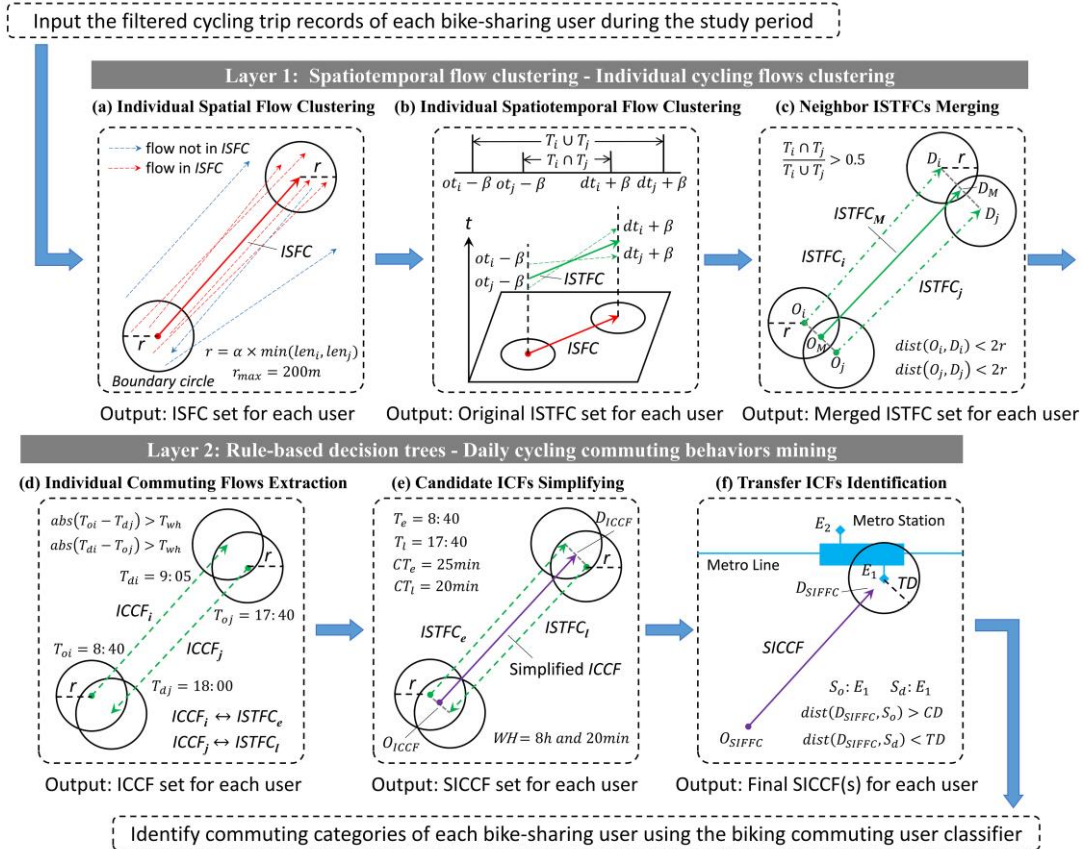 Input the filtered cycling trip records of each bike-sharing user during the study period
Layer 1: Spatiotemporal flow clustering - Individual cycling flows clustering
(a) Individual Spatial Flow Clustering
flow not in ISFC
flow in ISFC
r
ISFC
r
r = α × min(len_i, len_j)
r_max = 200m
Boundary circle
Output: ISFC set for each user
(b) Individual Spatiotemporal Flow Clustering
T_i ∪ T_j
T_i ∩ T_j
ot_i − β ot_j − β dt_i + β dt_j + β
t
dt_i + β
ot_i − β
dt_j + β
ot_j − β
ISTFC
ISFC
Output: Original ISTFC set for each user
(c) Neighbor ISTFCs Merging
T_i ∩ T_j
T_i ∪ T_j
> 0.5
D_i
r
D_M
D_j
ISTFC_M
ISTFC_i
ISTFC_j
O_i
r
O_M
O_j
dist(O_i, D_i) < 2r
dist(O_j, D_j) < 2r
Output: Merged ISTFC set for each user
Layer 2: Rule-based decision trees - Daily cycling commuting behaviors mining
(d) Individual Commuting Flows Extraction
abs(T_oi − T_dj) > T_wh
abs(T_di − T_oj) > T_wh
T_di = 9:05
r
ICCF_i
T_oj = 17:40
T_oi = 8:40
ICCF_j
r
T_dj = 18:00
ICCF_i ↔ ISTFC_e
ICCF_j ↔ ISTFC_l
Output: ICCF set for each user
(e) Candidate ICFs Simplifying
T_e = 8:40
T_l = 17:40
CT_e = 25min
CT_l = 20min
D_ICCF
r
ISTFC_e
ISTFC_l
Simplified ICCF
r
O_ICCF
WH = 8h and 20min
Output: SICCF set for each user
(f) Transfer ICFs Identification
E_2
Metro Station
Metro Line
E_1
D_SIFFC
TD
SICCF
S_o: E_1 S_d: E_1
dist(D_SIFFC, S_o) > CD
O_SIFFC
dist(D_SIFFC, S_d) < TD
Output: Final SICCF(s) for each user
Identify commuting categories of each bike-sharing user using the biking commuting user classifier